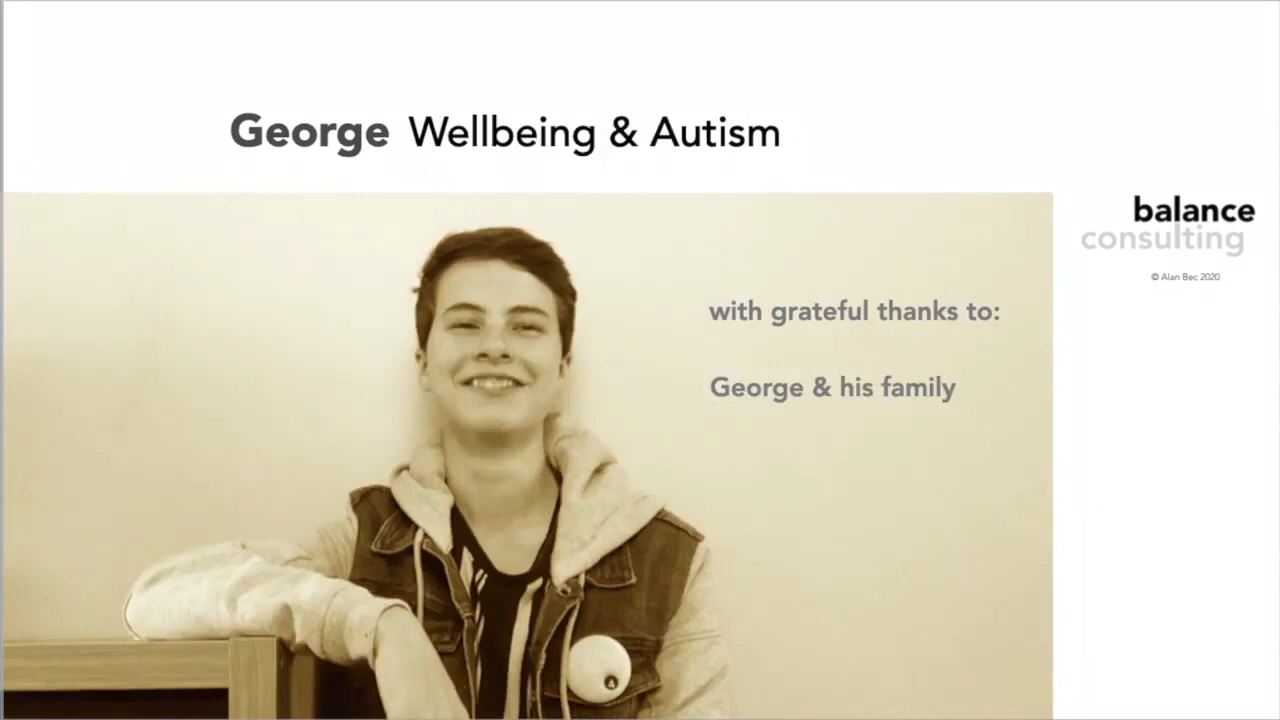 George Wellbeing & Autism
balance
consulting
© Alan Bec 2020
with grateful thanks to:
George & his family